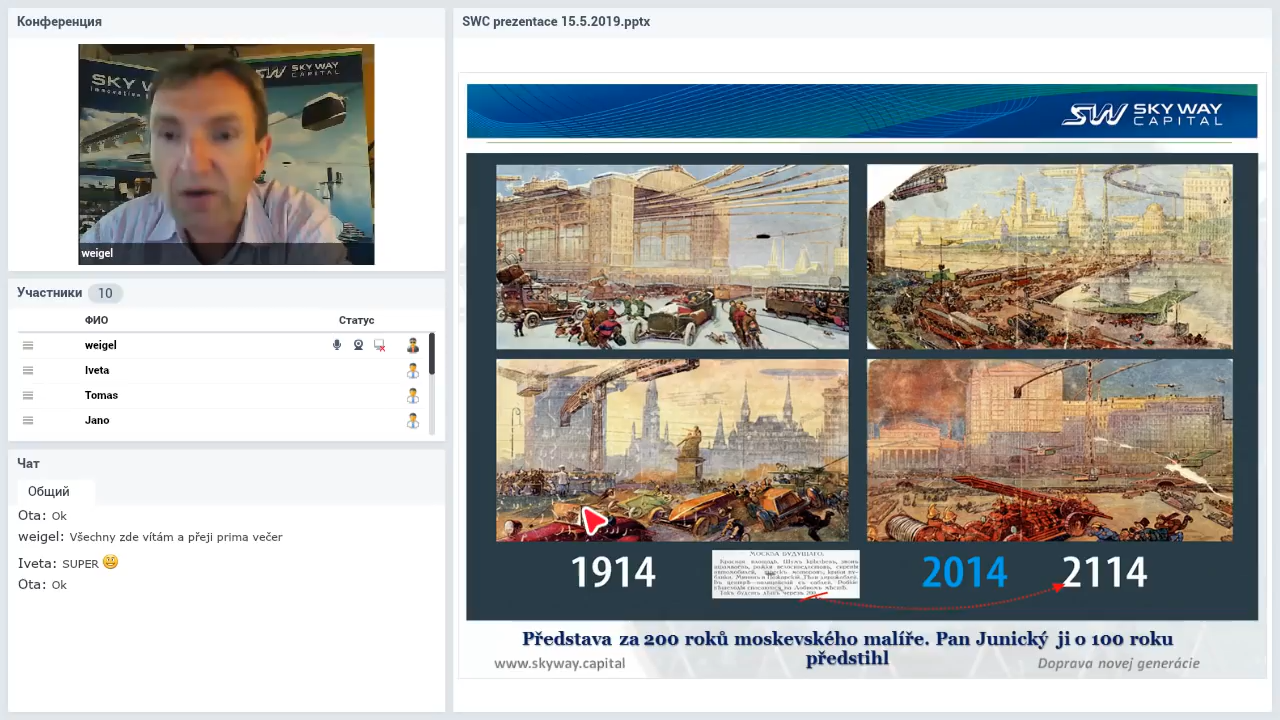 Конференция
SKY W
Innovative
SW SKY WAY
CAPITAL
weigel
Участники 10
ФИО Статус
weigel
Iveta
Tomas
Jano
Чат
Общий
Ota: Ok
weigel: Všechny zde vítám a přeji prima večer
Iveta: SUPER
Ota: Ok
SWC prezentace 15.5.2019.pptx
SW SKY WAY
CAPITAL
1914
МОСКВА БУДУЩАГО.
2014
2114
Představa za 200 roků moskevského malíře. Pan Junický ji o 100 roku
předstihl
www.skyway.capital
Doprava novej generácie